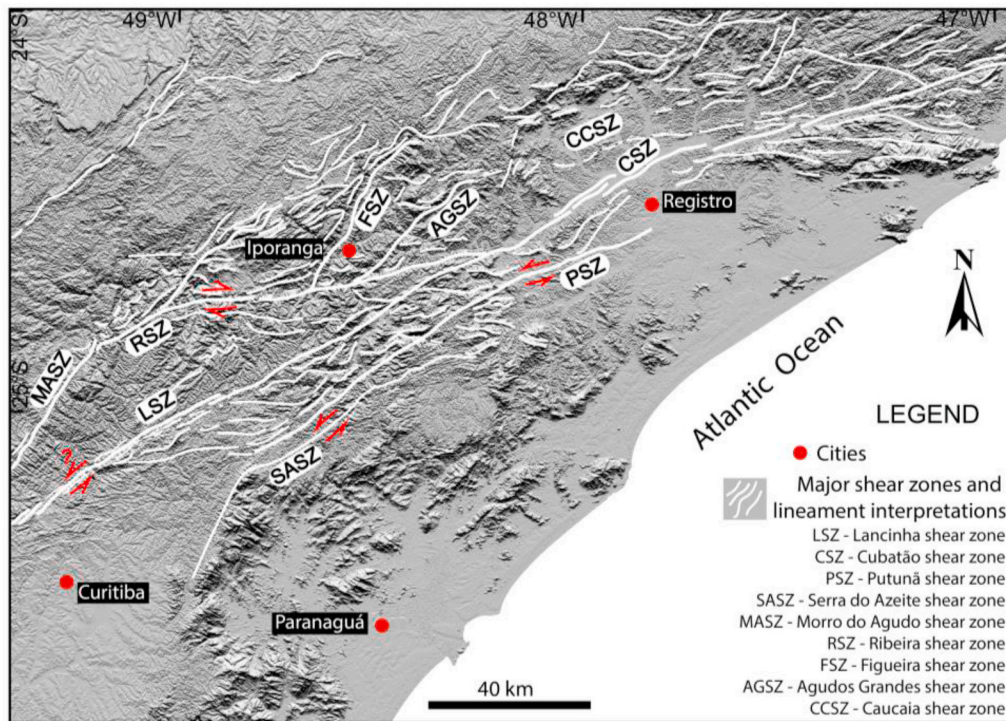 24°S
49°W
48°W
47°W
CCSZ
CSZ
FSZ
AGSZ
Registro
Iporanga
PSZ
N
RSZ
MASZ
25°S
LSZ
Atlantic Ocean
?
SASZ
Curitiba
Paranaguá
40 km
LEGEND
Cities
Major shear zones and
lineament interpretations
LSZ - Lancinha shear zone
CSZ - Cubatão shear zone
PSZ - Putunã shear zone
SASZ - Serra do Azeite shear zone
MASZ - Morro do Agudo shear zone
RSZ - Ribeira shear zone
FSZ - Figueira shear zone
AGSZ - Agudos Grandes shear zone
CCSZ - Caucaia shear zone